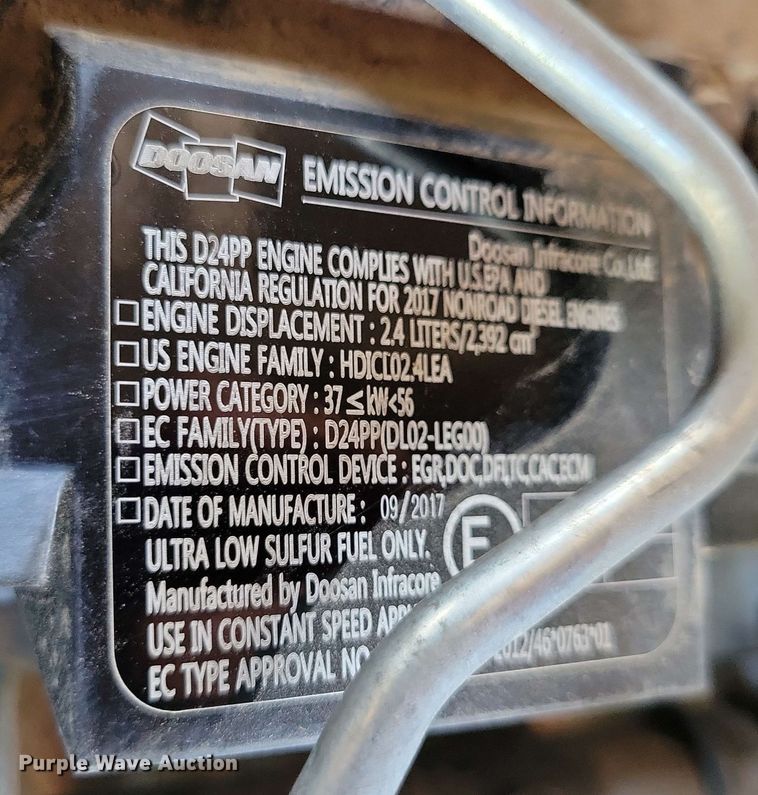 DOOSAN
EMISSION CONTROL INFORMATION
Doosan Infracore Co., Ltd.
THIS D24PP ENGINE COMPLIES WITH U.S.EPA AND
CALIFORNIA REGULATION FOR 2017 NONROAD DIESEL ENGINES
□ENGINE DISPLACEMENT : 2.4 LITERS/2,392 cm³
□US ENGINE FAMILY : HDICL02.4LEA
□POWER CATEGORY : 37 ≤ kW<56
□EC FAMILY(TYPE) : D24PP(DL02-LEG00)
□EMISSION CONTROL DEVICE : EGR,DOC,DFI,TC,CAC,ECM
□DATE OF MANUFACTURE : 09/2017
ULTRA LOW SULFUR FUEL ONLY.
E
Manufactured by Doosan Infracore
USE IN CONSTANT SPEED
EC TYPE APPROVAL NO 2012/46*0763*01
Purple Wave Auction